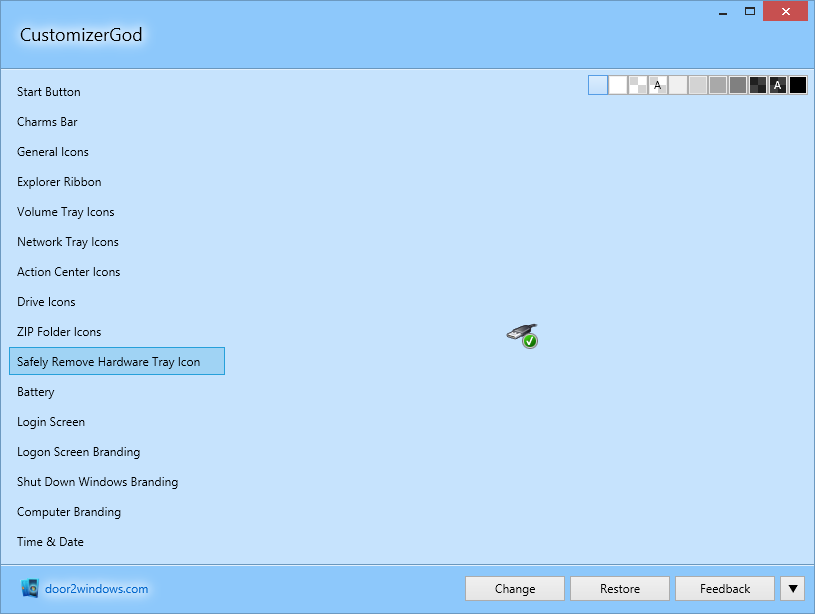 CustomizerGod
A
A
Start Button
Charms Bar
General Icons
Explorer Ribbon
Volume Tray Icons
Network Tray Icons
Action Center Icons
Drive Icons
ZIP Folder Icons
Safely Remove Hardware Tray Icon
Battery
Login Screen
Logon Screen Branding
Shut Down Windows Branding
Computer Branding
Time & Date
door2windows.com
Change
Restore
Feedback